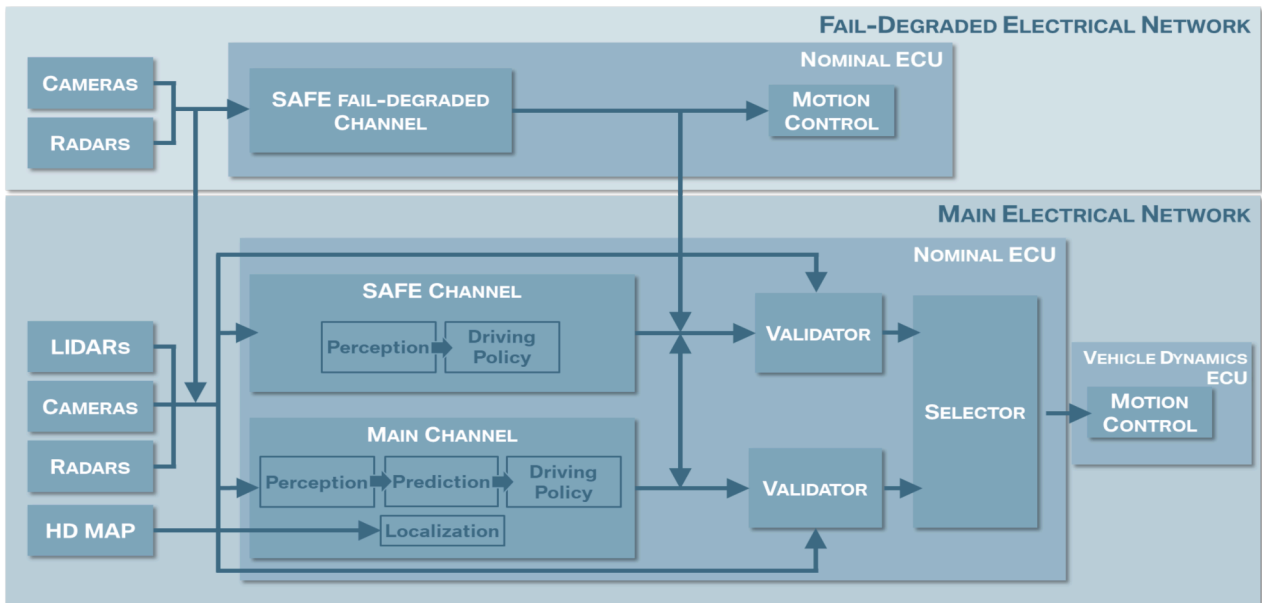 FAIL-DEGRADED ELECTRICAL NETWORK
NOMINAL ECU
CAMERAS
RADARS
SAFE FAIL-DEGRADED
CHANNEL
MOTION
CONTROL
MAIN ELECTRICAL NETWORK
NOMINAL ECU
LIDARs
CAMERAS
RADARS
HD MAP
SAFE CHANNEL
Perception
Driving
Policy
MAIN CHANNEL
Perception
Prediction
Driving
Policy
Localization
VALIDATOR
VALIDATOR
SELECTOR
VEHICLE DYNAMICS
ECU
MOTION
CONTROL